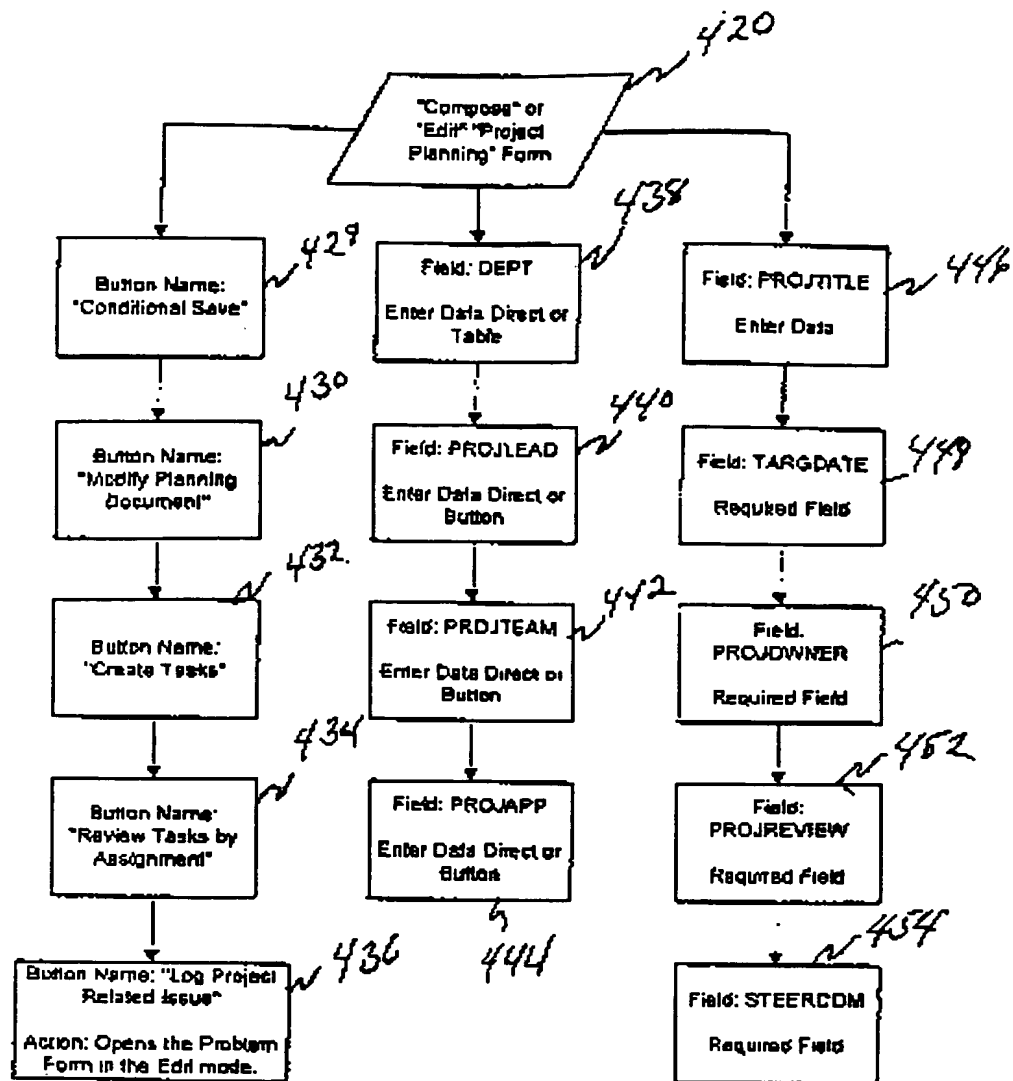 420
"Compose" or
"Edit" "Project
Planning" Form
428
Button Name:
"Conditional Save"
438
Field: DEPT
Enter Data Direct or
Table
446
Field: PROJTITLE
Enter Data
430
Button Name:
"Modify Planning
Document"
440
Field: PROJLEAD
Enter Data Direct or
Button
448
Field: TARGDATE
Required Field
432
Button Name:
"Create Tasks"
442
Field: PROJTEAM
Enter Data Direct or
Button
450
Field.
PROJOWNER
Required Field
434
Button Name:
"Review Tasks by
Assignment"
Field: PROJAPP
Enter Data Direct or
Button
444
452
Field:
PROJREVIEW
Required Field
436
Button Name: "Log Project
Related Issue"
Action: Opens the Problem
Form in the Edit mode.
454
Field: STEERCOM
Required Field